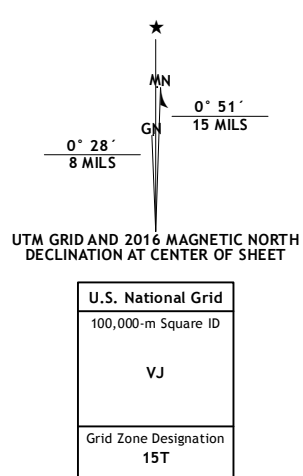 ★
MN
GN
0° 51´
15 MILS
0° 28´
8 MILS
UTM GRID AND 2016 MAGNETIC NORTH
DECLINATION AT CENTER OF SHEET
U.S. National Grid
100,000-m Square ID
VJ
Grid Zone Designation
15T